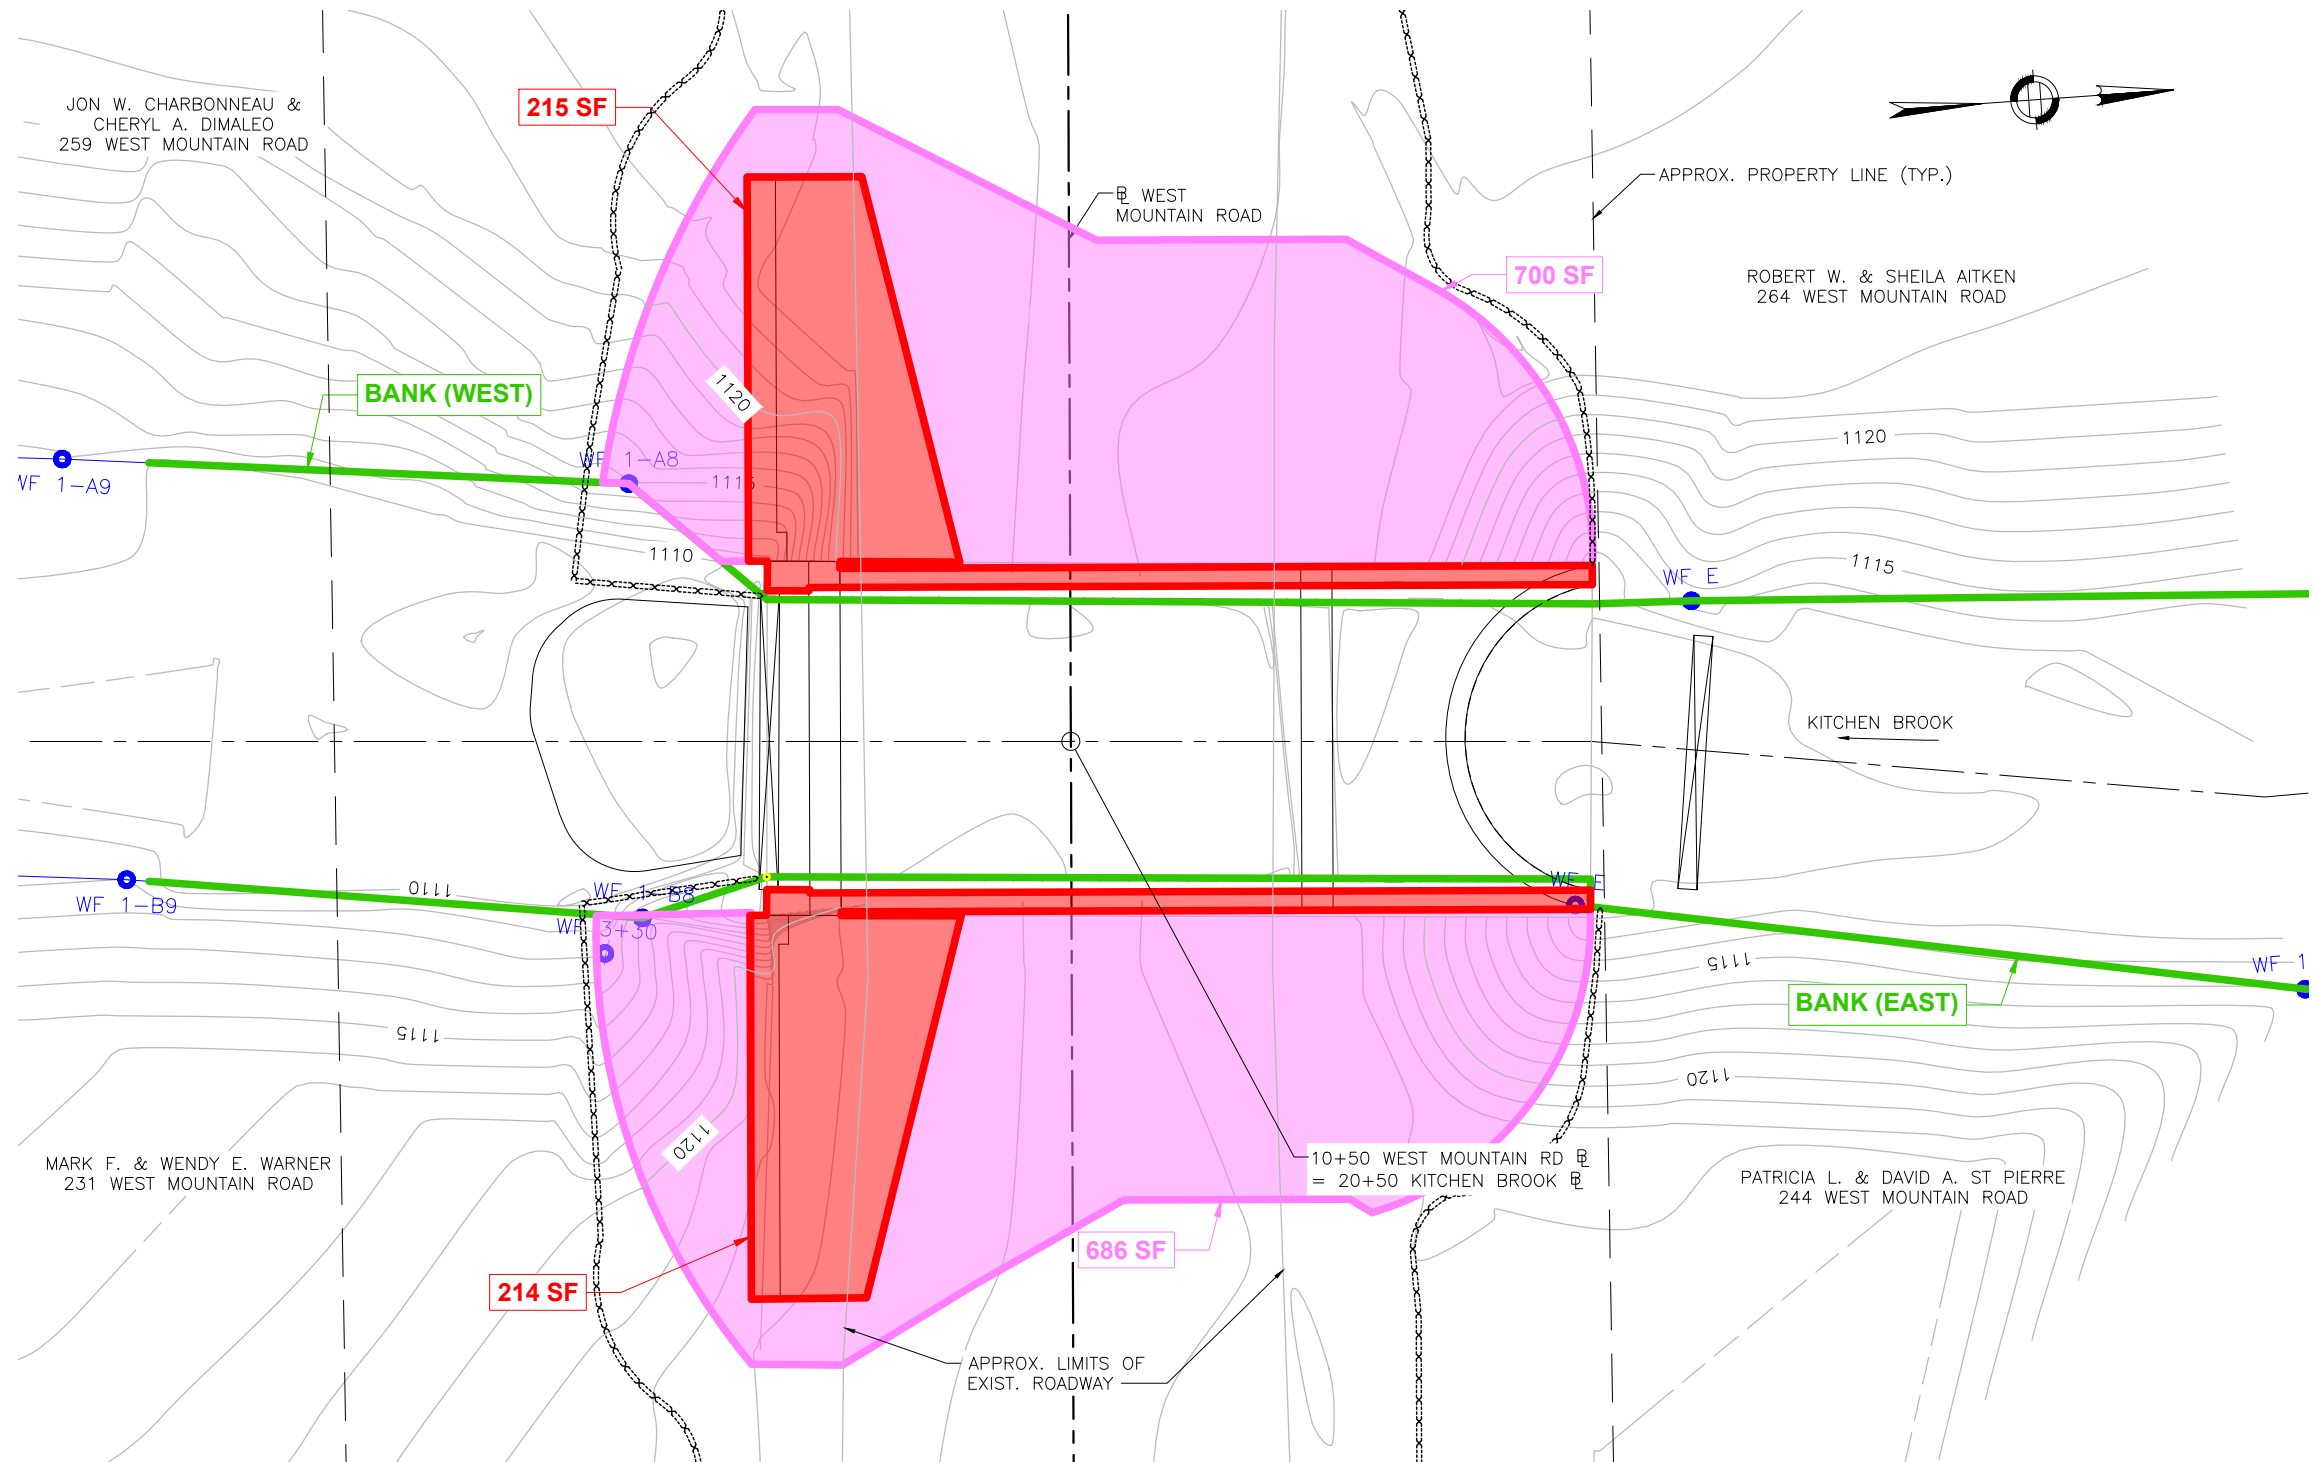 JON W. CHARBONNEAU &
CHERYL A. DIMALEO
259 WEST MOUNTAIN ROAD
215 SF
℄ WEST
MOUNTAIN ROAD
APPROX. PROPERTY LINE (TYP.)
700 SF
ROBERT W. & SHEILA AITKEN
264 WEST MOUNTAIN ROAD
BANK (WEST)
1120
1120
WF 1-A8
WF 1-A9
1115
1110
1115
WF E
KITCHEN BROOK
1110
WF 1-B8
WF 1-B9
WF 3+30
1115
WF 1
BANK (EAST)
1115
1120
1120
MARK F. & WENDY E. WARNER
231 WEST MOUNTAIN ROAD
10+50 WEST MOUNTAIN RD ℄
= 20+50 KITCHEN BROOK ℄
PATRICIA L. & DAVID A. ST PIERRE
244 WEST MOUNTAIN ROAD
686 SF
214 SF
APPROX. LIMITS OF
EXIST. ROADWAY